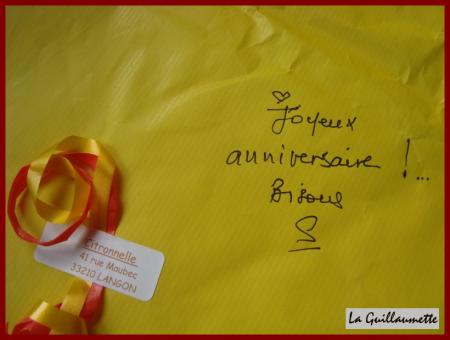 Joyeux
anniversaire !...
Bisous
S
Citronnelle
41 rue Maubec
33210 LANGON
La Guillaumette